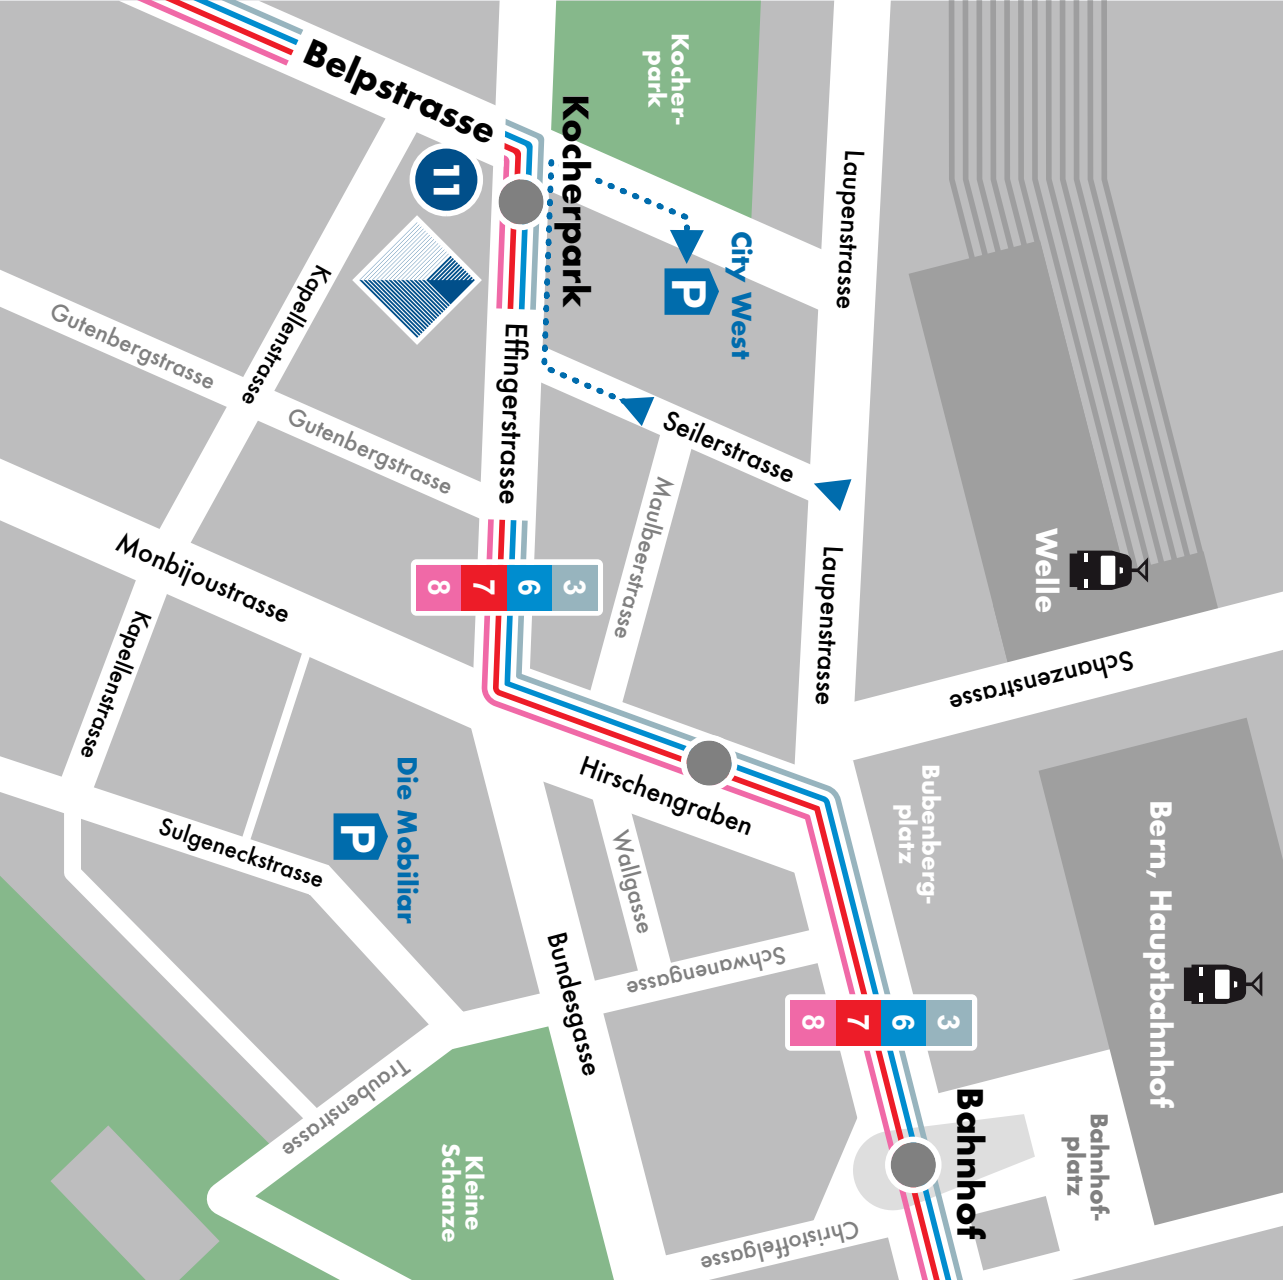 Belpstrasse
Kocherpark
Kocher-
park
Laupenstrasse
11
City West
P
Kapellenstrasse
Gutenbergstrasse
Gutenbergstrasse
Effingerstrasse
Seilerstrasse
Maulbeerstrasse
Monbijoustrasse
Kapellenstrasse
8 7 6 3
Laupenstrasse
Welle
Schanzenstrasse
Hirschengraben
Die Mobiliar
P
Sulgeneckstrasse
Wallgasse
Bubenberg-
platz
Bern, Hauptbahnhof
Bundesgasse
Schwanengasse
8 7 6 3
Traubenstrasse
Kleine
Schanze
Bahnhof
Bahnhof-
platz
Christoffelgasse